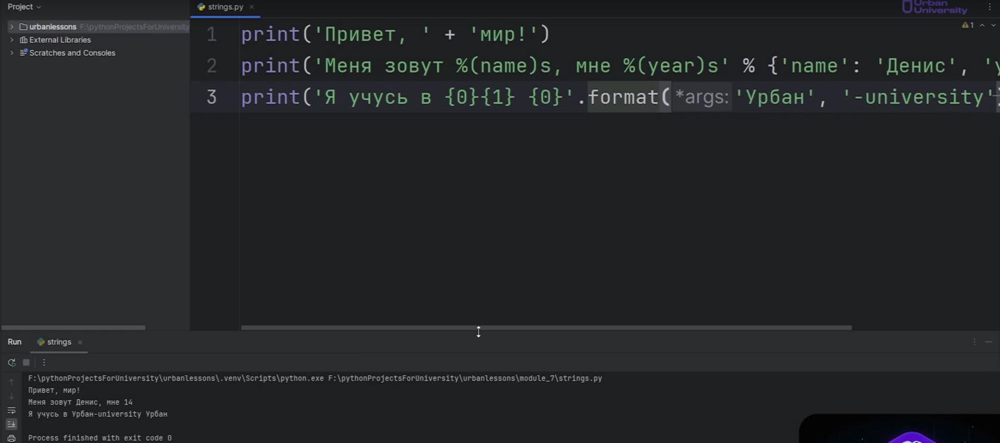 Project
strings.py
Urban
University
urbanlessons F:\pythonProjectsForUniversity
External Libraries
Scratches and Consoles
1
1 print('Привет, ' + 'мир!')
2 print('Меня зовут %(name)s, мне %(year)s' % {'name': 'Денис', 'y
3 print('Я учусь в {0}{1} {0}'.format( *args: 'Урбан', '-university')
Run strings
F:\pythonProjectsForUniversity\urbanlessons\.venv\Scripts\python.exe F:\pythonProjectsForUniversity\urbanlessons\module_7\strings.py
Привет, мир!
Меня зовут Денис, мне 14
Я учусь в Урбан-university Урбан
Process finished with exit code 0